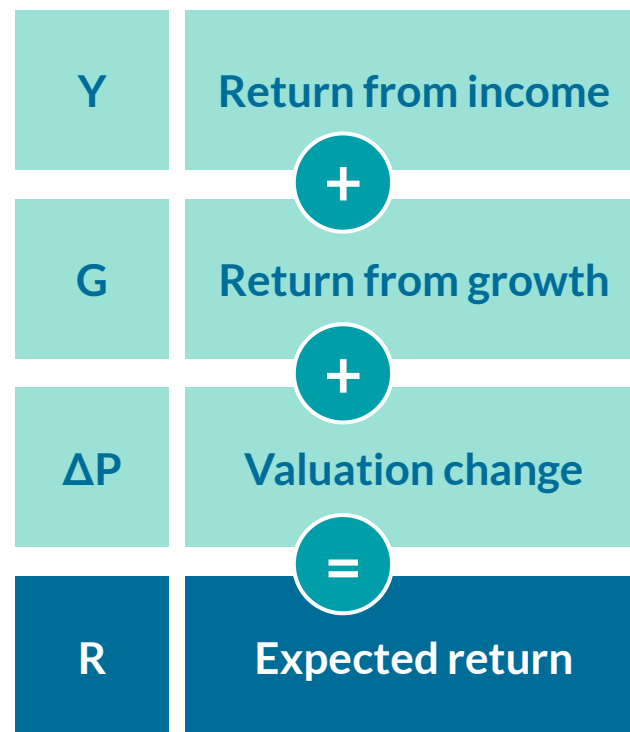 Y Return from income
+
G Return from growth
+
ΔP Valuation change
=
R Expected return